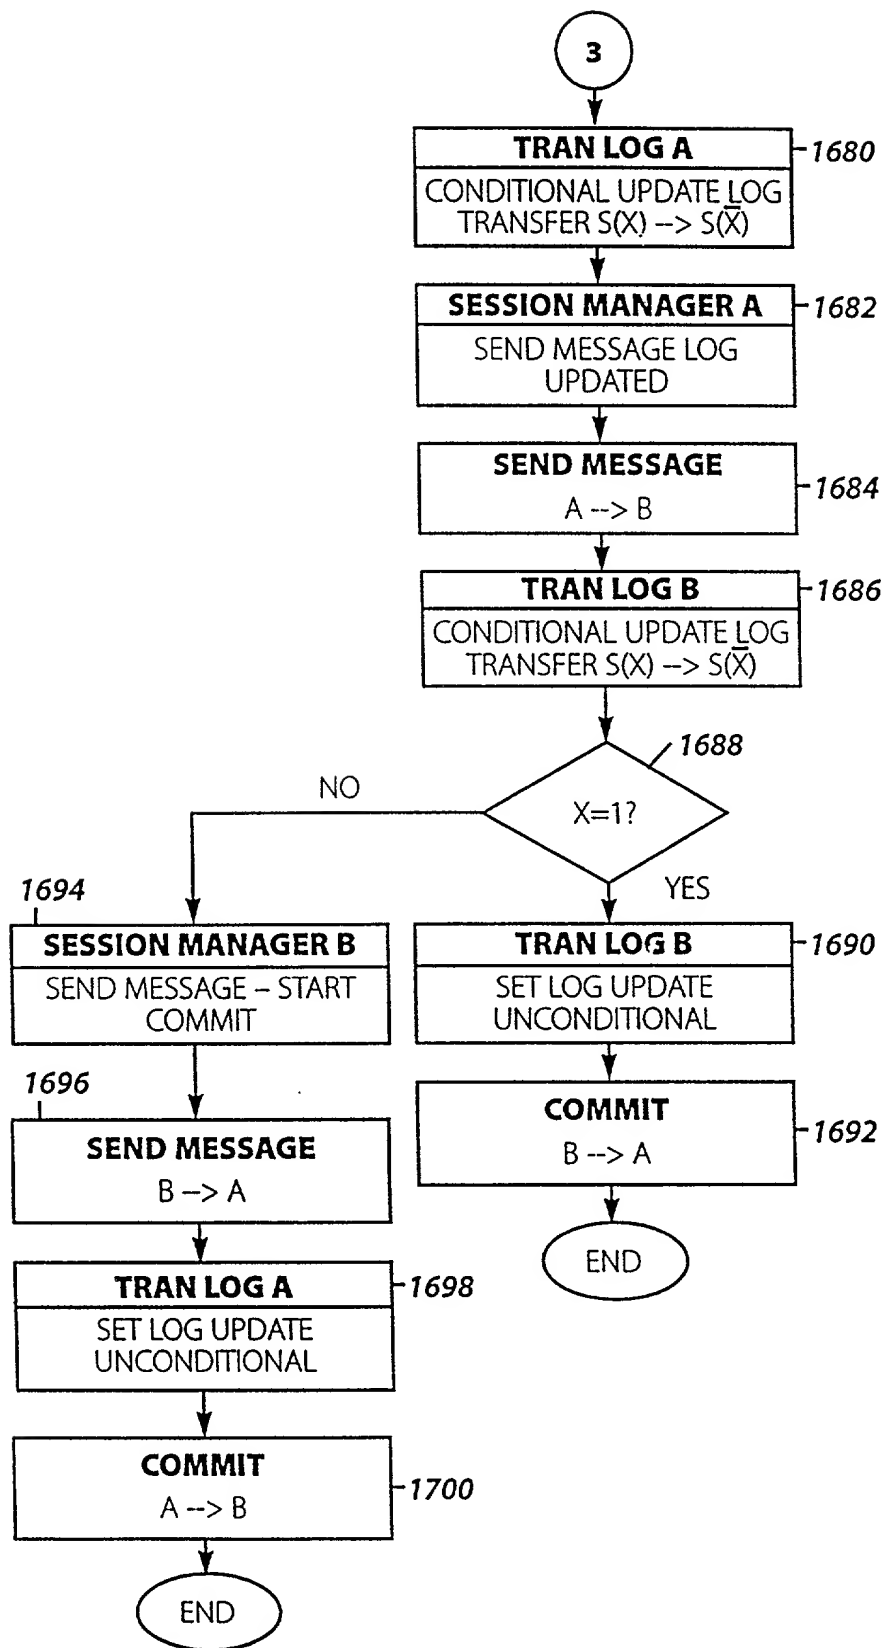 3
TRAN LOG A
1680
CONDITIONAL UPDATE LOG
TRANSFER S(X) --> S(X̅)
SESSION MANAGER A
1682
SEND MESSAGE LOG
UPDATED
SEND MESSAGE
1684
A --> B
TRAN LOG B
1686
CONDITIONAL UPDATE LOG
TRANSFER S(X) --> S(X̅)
1688
X=1?
NO
YES
1694
SESSION MANAGER B
SEND MESSAGE – START
COMMIT
TRAN LOG B
1690
SET LOG UPDATE
UNCONDITIONAL
1696
SEND MESSAGE
B --> A
COMMIT
1692
B --> A
END
TRAN LOG A
1698
SET LOG UPDATE
UNCONDITIONAL
COMMIT
1700
A --> B
END